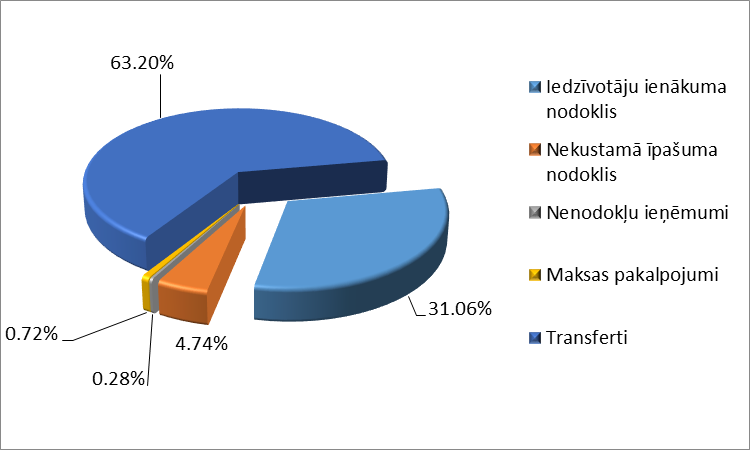 63.20%
Iedzīvotāju ienākuma
nodoklis
Nekustamā īpašuma
nodoklis
Nenodokļu ieņēmumi
Maksas pakalpojumi
31.06%
0.72%
4.74%
Transferti
0.28%